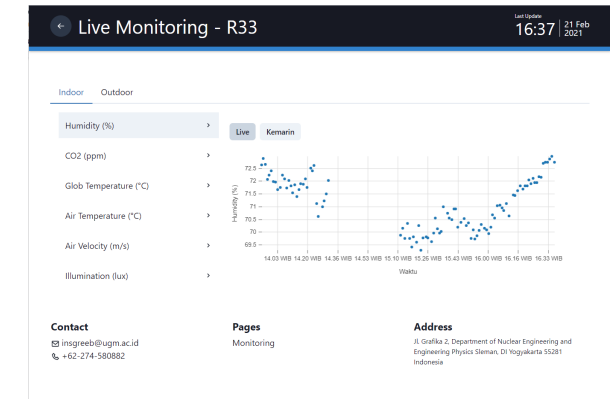 Live Monitoring - R33
Last Update
16:37
21 Feb
2021
Indoor
Outdoor
Humidity (%)
CO2 (ppm)
Glob Temperature (°C)
Air Temperature (°C)
Air Velocity (m/s)
Illumination (lux)
Live
Kemarin
Humidity (%)
72.5
72
71.5
71
70.5
70
69.5
14.03 WIB 14.20 WIB 14.36 WIB 14.53 WIB 15.10 WIB 15.26 WIB 15.43 WIB 16.00 WIB 16.16 WIB 16.33 WIB
Waktu
Contact
insgreeb@ugm.ac.id
+62-274-580882
Pages
Monitoring
Address
Jl. Grafika 2, Department of Nuclear Engineering and
Engineering Physics Sleman, DI Yogyakarta 55281
Indonesia